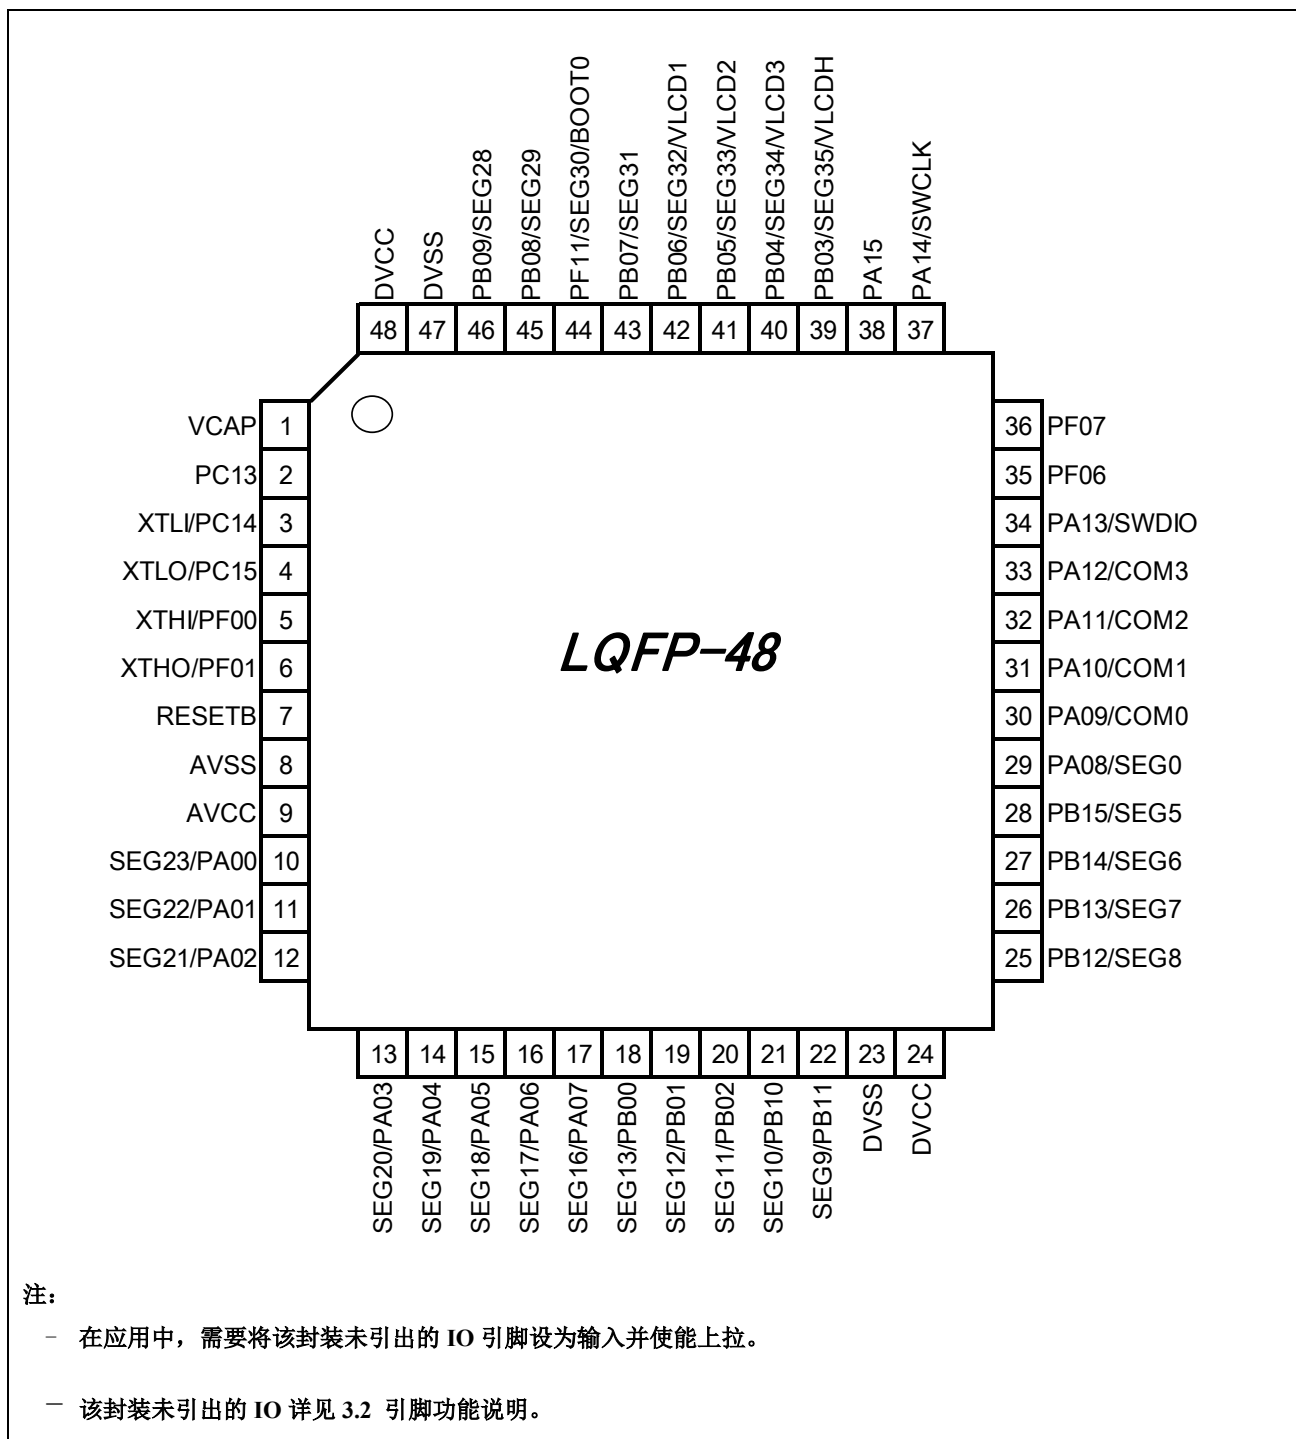 DVCC
DVSS
PB09/SEG28
PB08/SEG29
PF11/SEG30/BOOT0
PB07/SEG31
PB06/SEG32/VLCD1
PB05/SEG33/VLCD2
PB04/SEG34/VLCD3
PB03/SEG35/VLCDH
PA15
PA14/SWCLK
48 47 46 45 44 43 42 41 40 39 38 37
VCAP 1
PC13 2
XTLI/PC14 3
XTLO/PC15 4
XTHI/PF00 5
XTHO/PF01 6
RESETB 7
AVSS 8
AVCC 9
SEG23/PA00 10
SEG22/PA01 11
SEG21/PA02 12
LQFP-48
36 PF07
35 PF06
34 PA13/SWDIO
33 PA12/COM3
32 PA11/COM2
31 PA10/COM1
30 PA09/COM0
29 PA08/SEG0
28 PB15/SEG5
27 PB14/SEG6
26 PB13/SEG7
25 PB12/SEG8
13 14 15 16 17 18 19 20 21 22 23 24
SEG20/PA03
SEG19/PA04
SEG18/PA05
SEG17/PA06
SEG16/PA07
SEG13/PB00
SEG12/PB01
SEG11/PB02
SEG10/PB10
SEG9/PB11
DVSS
DVCC
注：
- 在应用中，需要将该封装未引出的 IO 引脚设为输入并使能上拉。
- 该封装未引出的 IO 详见 3.2 引脚功能说明。